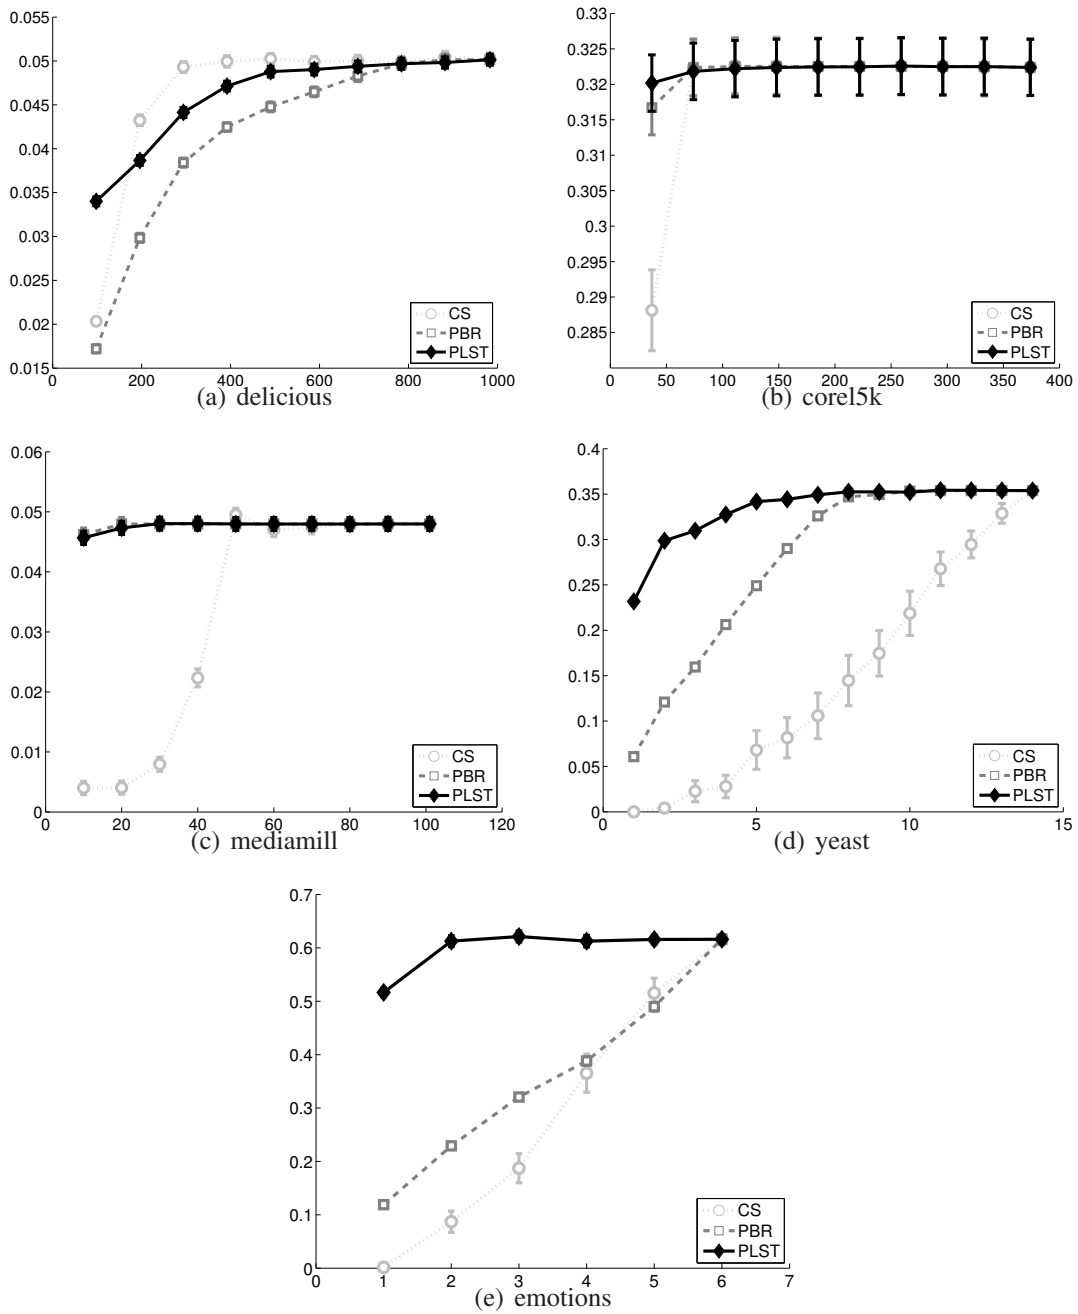 0.055
0.05
0.045
0.04
0.035
0.03
0.025
0.02
0.015
0 200 400 600 800 1000
CS
PBR
PLST
(a) delicious
0.33
0.325
0.32
0.315
0.31
0.305
0.3
0.295
0.29
0.285
0 50 100 150 200 250 300 350 400
CS
PBR
PLST
(b) corel5k
0.06
0.05
0.04
0.03
0.02
0.01
0
0 20 40 60 80 100 120
CS
PBR
PLST
(c) mediamill
0.4
0.35
0.3
0.25
0.2
0.15
0.1
0.05
0
0 5 10 15
CS
PBR
PLST
(d) yeast
0.7
0.6
0.5
0.4
0.3
0.2
0.1
0
0 1 2 3 4 5 6 7
CS
PBR
PLST
(e) emotions